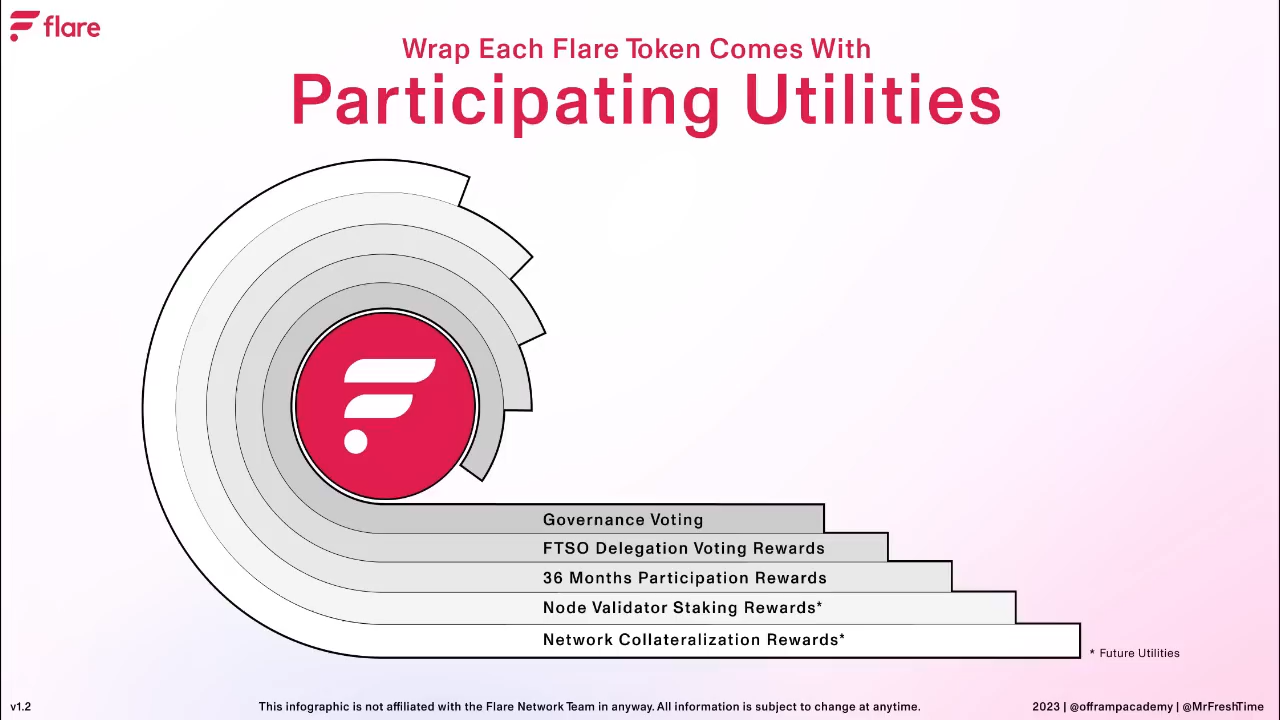 flare
Wrap Each Flare Token Comes With
Participating Utilities
Governance Voting
FTSO Delegation Voting Rewards
36 Months Participation Rewards
Node Validator Staking Rewards*
Network Collateralization Rewards*
* Future Utilities
v1.2
This infographic is not affiliated with the Flare Network Team in anyway. All information is subject to change at anytime.
2023 | @offrampacademy | @MrFreshTime